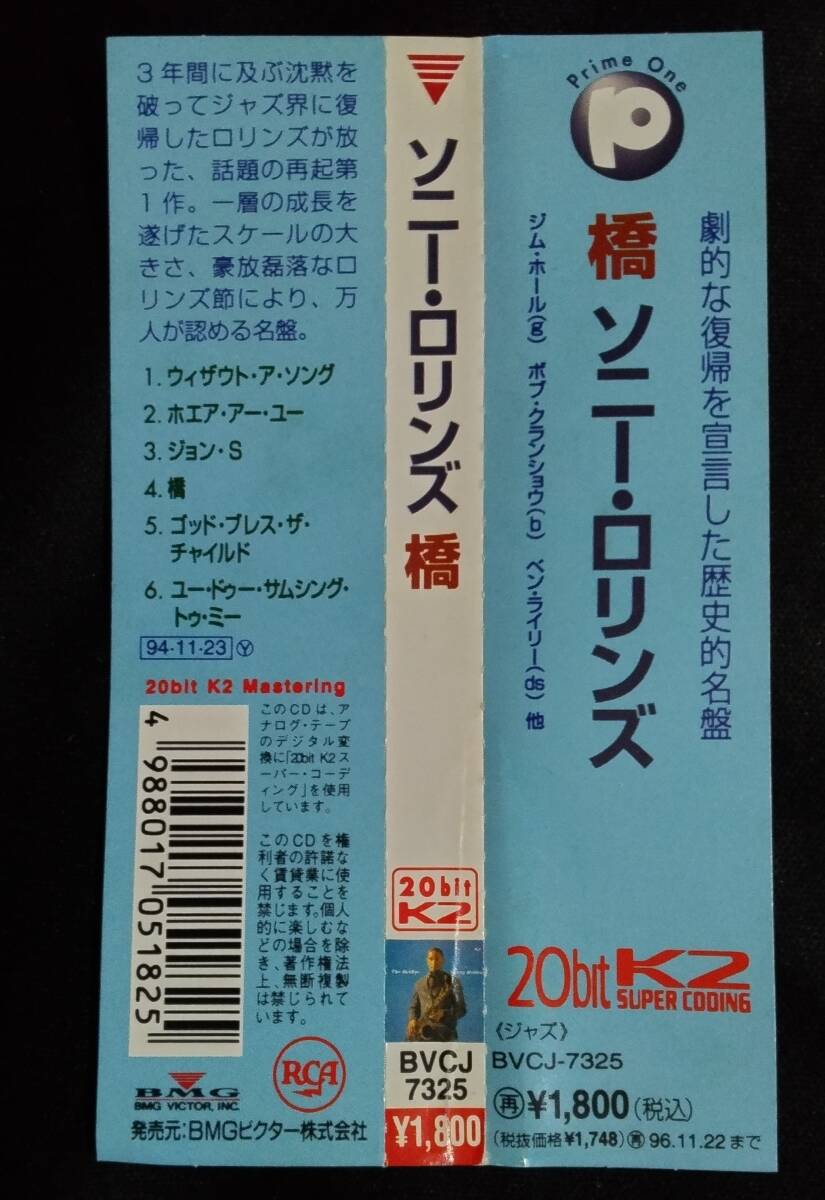 3年間に及ぶ沈黙を
破ってジャズ界に復
帰したロリンズが放
った、話題の再起第
1作。一層の成長を
遂げたスケールの大
きさ、豪放磊落なロ
リンズ節により、万
人が認める名盤。
1. ウィザウト・ア・ソング
2. ホエア・アー・ユー
3. ジョン・S
4. 橋
5. ゴッド・ブレス・ザ・
チャイルド
6. ユー・ドゥー・サムシング・
トゥ・ミー
94-11-23 Y
20bit K2 Mastering
このCDは、ア
ナログ・テープ
のデジタル変
換に「20bit K2ス
ーパー・コーデ
ィング」を使用
しています。
このCDを権
利者の許諾な
く賃貸業に使
用することを
禁じます。個人
的に楽しむな
どの場合を除
き、著作権法
上、無断複製
は禁じられて
います。
4 988017 051825
BMG
BMG VICTOR, INC.
RCA
発売元:BMGビクター株式会社
ソニー・ロリンズ 橋
20bit
K2
BVCJ
7325
¥1,800
Prime One
劇的な復帰を宣言した歴史的名盤
橋 ソニー・ロリンズ
ジム・ホール(g) ボブ・クランショウ(b) ベン・ライリー(ds) 他
20bit K2
SUPER CODING
《ジャズ》
BVCJ-7325
再 ¥1,800(税込)
(税抜価格¥1,748) 再 96.11.22まで